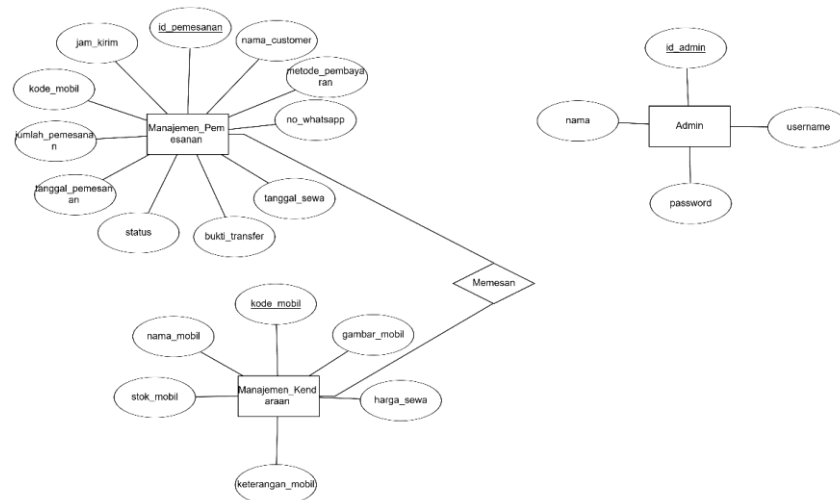 id_pemesanan
jam_kirim
nama_customer
id_admin
metode_pembaya
ran
kode_mobil
Manajemen_Pem
esanan
no_whatsapp
nama
Admin
username
jumlah_pemesana
n
tanggal_pemesan
an
tanggal_sewa
password
status
bukti_transfer
Memesan
kode_mobil
nama_mobil
gambar_mobil
stok_mobil
Manajemen_Kend
araan
harga_sewa
keterangan_mobil